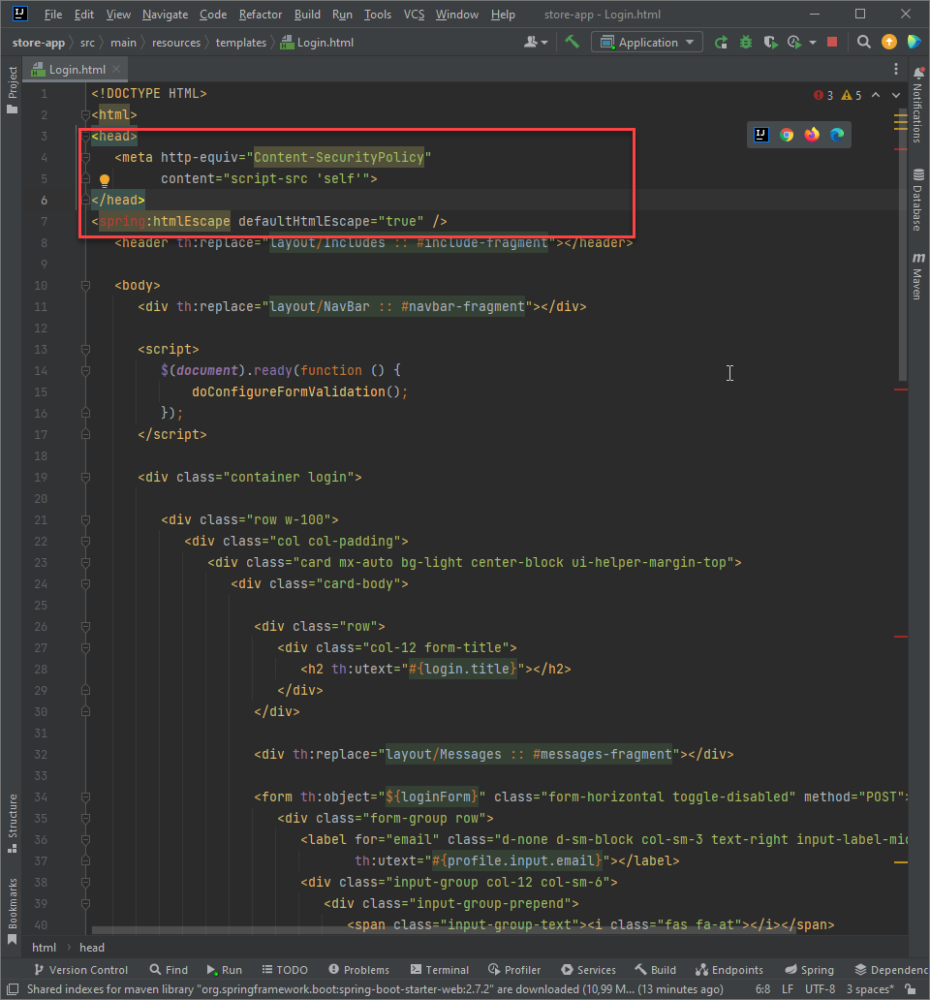 File Edit View Navigate Code Refactor Build Run Tools VCS Window Help store-app - Login.html
store-app src main resources templates Login.html Application
Project
Login.html
3 5
Notifications
Database
Maven
1 <!DOCTYPE HTML>
2 <html>
3 <head>
4 <meta http-equiv="Content-SecurityPolicy"
5 content="script-src 'self'">
6 </head>
7 <spring:htmlEscape defaultHtmlEscape="true" />
8 <header th:replace="layout/Includes :: #include-fragment"></header>
9
10 <body>
11 <div th:replace="layout/NavBar :: #navbar-fragment"></div>
12
13 <script>
14 $(document).ready(function () {
15 doConfigureFormValidation();
16 });
17 </script>
18
19 <div class="container login">
20
21 <div class="row w-100">
22 <div class="col col-padding">
23 <div class="card mx-auto bg-light center-block ui-helper-margin-top">
24 <div class="card-body">
25
26 <div class="row">
27 <div class="col-12 form-title">
28 <h2 th:utext="#{login.title}"></h2>
29 </div>
30 </div>
31
32 <div th:replace="layout/Messages :: #messages-fragment"></div>
33
34 <form th:object="${loginForm}" class="form-horizontal toggle-disabled" method="POST">
35 <div class="form-group row">
36 <label for="email" class="d-none d-sm-block col-sm-3 text-right input-label-mid
37 th:utext="#{profile.input.email}"></label>
38 <div class="input-group col-12 col-sm-6">
39 <div class="input-group-prepend">
40 <span class="input-group-text"><i class="fas fa-at"></i></span>
Structure
Bookmarks
html head
Version Control Find Run TODO Problems Terminal Profiler Services Build Endpoints Spring Dependenc
Shared indexes for maven library "org.springframework.boot:spring-boot-starter-web:2.7.2" are downloaded (10,99 M... (13 minutes ago) 6:8 LF UTF-8 3 spaces*